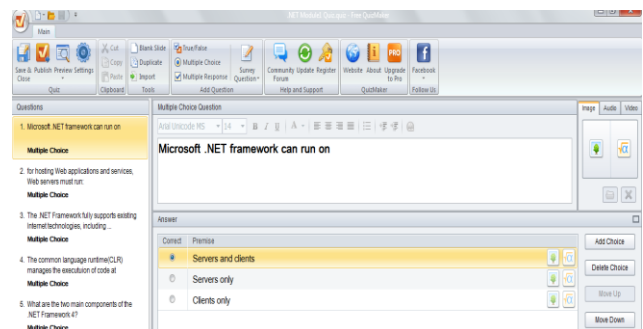 .NET Module1 Quiz.quiz - Free QuizMaker
Main
Save & Close
Publish
Preview
Settings
Quiz
Cut
Copy
Paste
Clipboard
Blank Slide
Duplicate
Import
Tools
True/False
Multiple Choice
Multiple Response
Survey Question
Add Question
Community Forum
Update
Register
Help and Support
Website
About
PRO
Upgrade to Pro
QuizMaker
Facebook
Follow Us
Questions
1. Microsoft .NET framework can run on
Multiple Choice
2. for hosting Web applications and services,
Web servers must run:
Multiple Choice
3. The .NET Framework fully supports existing
Internet technologies, including ...
Multiple Choice
4. The common language runtime(CLR)
manages the executuion of code at
Multiple Choice
5. What are the two main components of the
.NET Framework 4?
Multiple Choice
Multiple Choice Question
Arial Unicode MS 14 B I U A
Microsoft .NET framework can run on
Image Audio Video
Answer
Correct Premise
Servers and clients
Servers only
Clients only
Add Choice
Delete Choice
Move Up
Move Down